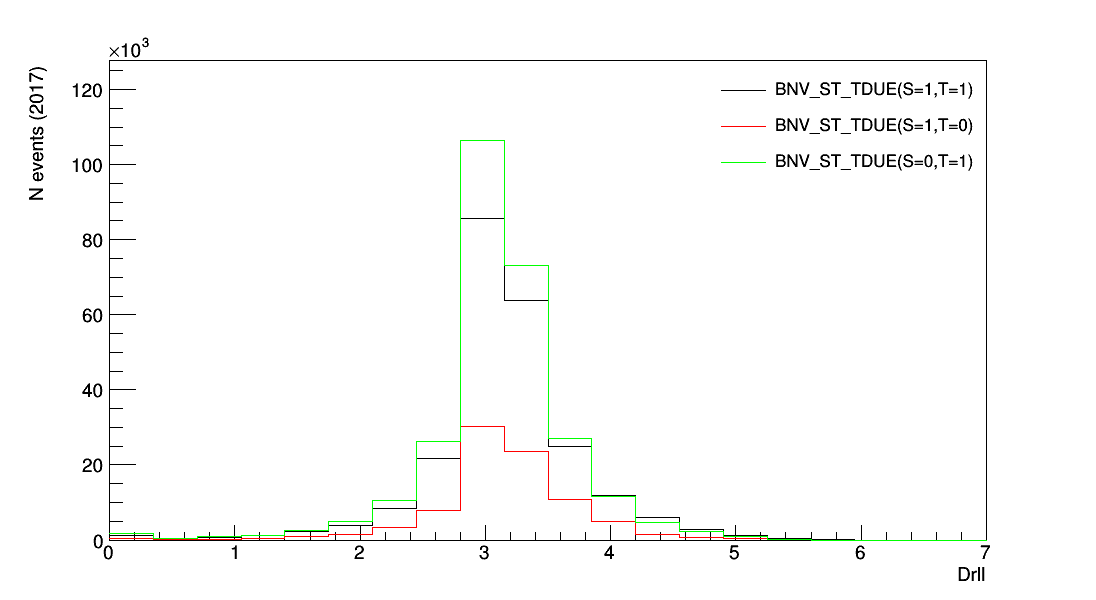 ×10³
N events (2017)
120
100
80
60
40
20
0
0 1 2 3 4 5 6 7
Drll
BNV_ST_TDUE(S=1,T=1)
BNV_ST_TDUE(S=1,T=0)
BNV_ST_TDUE(S=0,T=1)